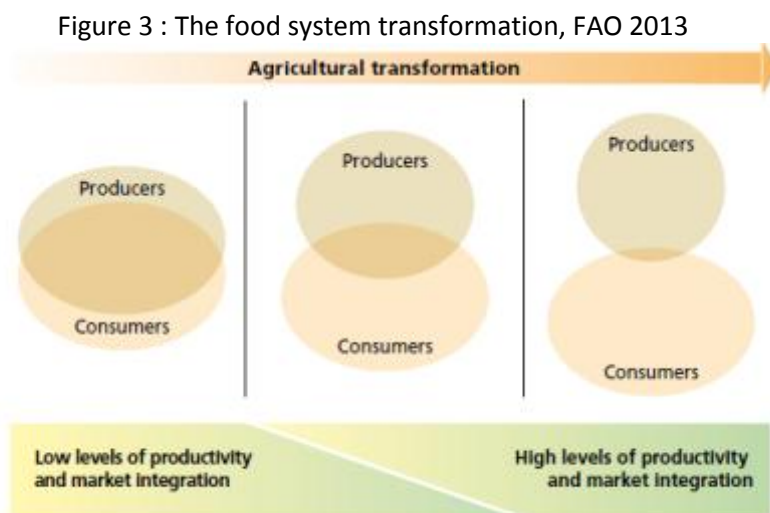 Figure 3 : The food system transformation, FAO 2013
Agricultural transformation
Producers
Consumers
Producers
Consumers
Producers
Consumers
Low levels of productivity
and market integration
High levels of productivity
and market integration